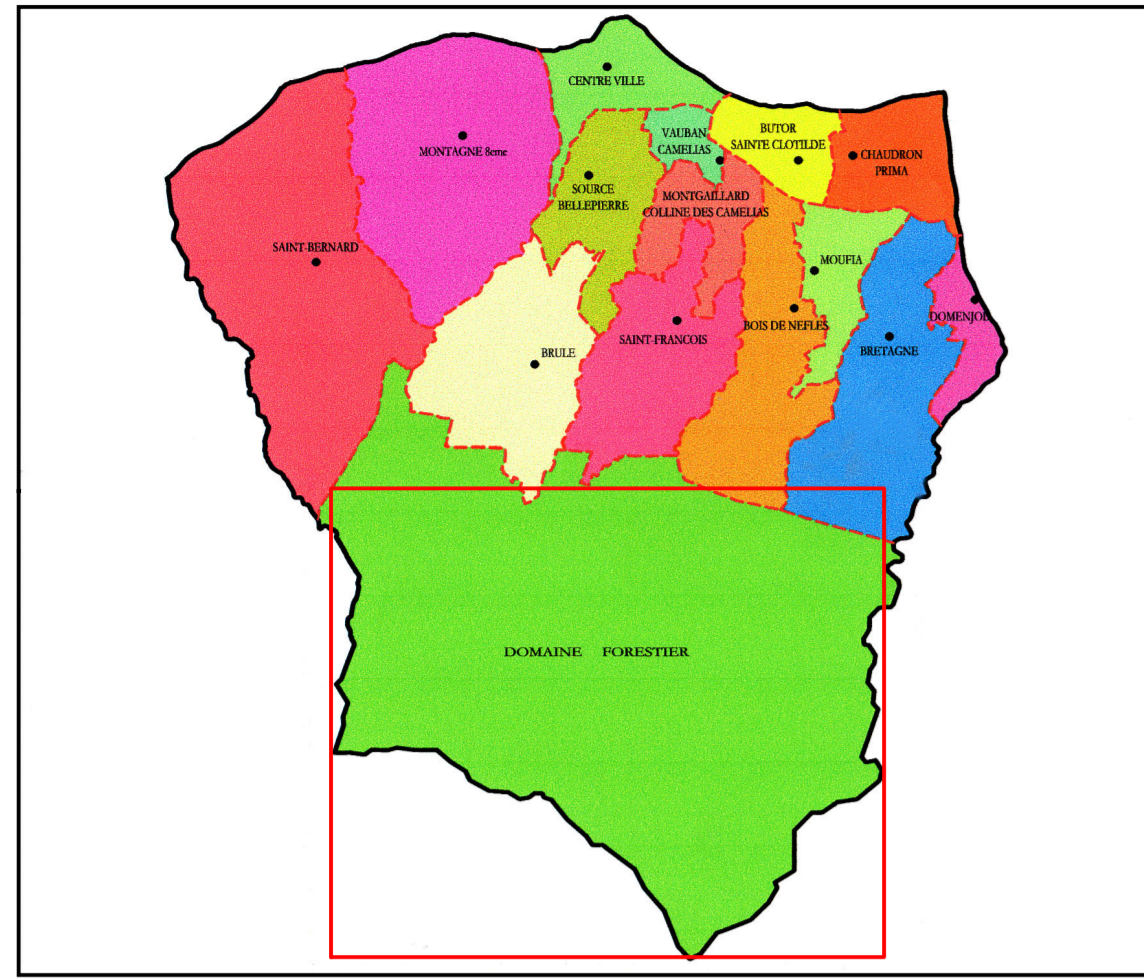 CENTRE VILLE
MONTAGNE 8eme
VAUBAN
CAMELIAS
BUTOR
SAINTE CLOTILDE
CHAUDRON
PRIMA
SOURCE
BELLEPIERRE
MONTGAILLARD
COLLINE DES CAMELIAS
SAINT-BERNARD
MOUFIA
DOMENJOD
BOIS DE NEFLES
SAINT-FRANCOIS
BRETAGNE
BRULE
DOMAINE FORESTIER